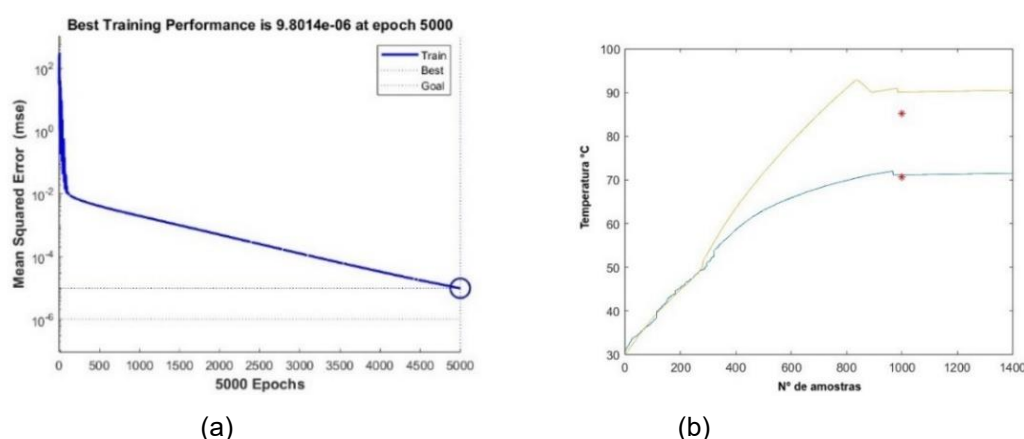 Best Training Performance is 9.8014e-06 at epoch 5000
Train
Best
Goal
Mean Squared Error (mse)
10^2
10^0
10^-2
10^-4
10^-6
0 500 1000 1500 2000 2500 3000 3500 4000 4500 5000
5000 Epochs
(a)
Temperatura °C
100
90
80
70
60
50
40
30
0 200 400 600 800 1000 1200 1400
Nº de amostras
(b)